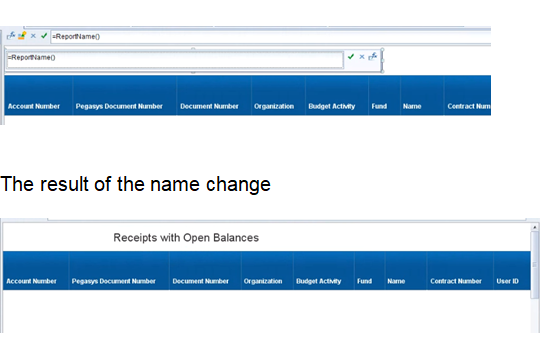 =ReportName()
=ReportName()
Account Number Pegasys Document Number Document Number Organization Budget Activity Fund Name Contract Num
The result of the name change
Receipts with Open Balances
Account Number Pegasys Document Number Document Number Organization Budget Activity Fund Name Contract Number User ID